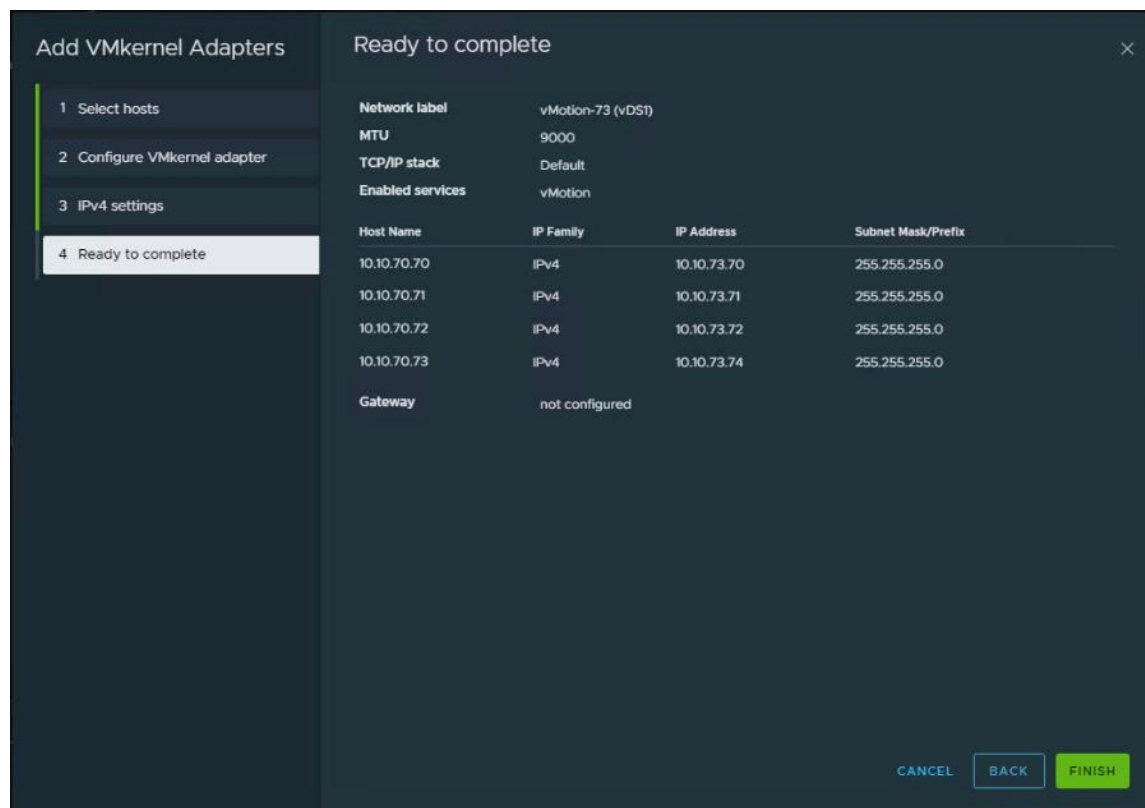 Add VMkernel Adapters
1 Select hosts
2 Configure VMkernel adapter
3 IPv4 settings
4 Ready to complete
Ready to complete
Network label vMotion-73 (vDS1)
MTU 9000
TCP/IP stack Default
Enabled services vMotion
Host Name IP Family IP Address Subnet Mask/Prefix
10.10.70.70 IPv4 10.10.73.70 255.255.255.0
10.10.70.71 IPv4 10.10.73.71 255.255.255.0
10.10.70.72 IPv4 10.10.73.72 255.255.255.0
10.10.70.73 IPv4 10.10.73.74 255.255.255.0
Gateway not configured
CANCEL BACK FINISH